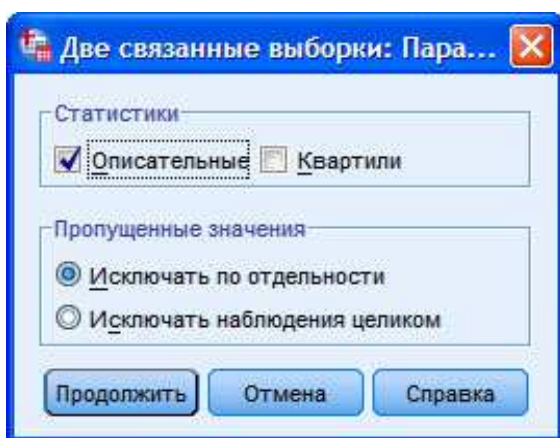 Две связанные выборки: Пара...
Статистики
Описательные Квартили
Пропущенные значения
Исключать по отдельности
Исключать наблюдения целиком
Продолжить Отмена Справка